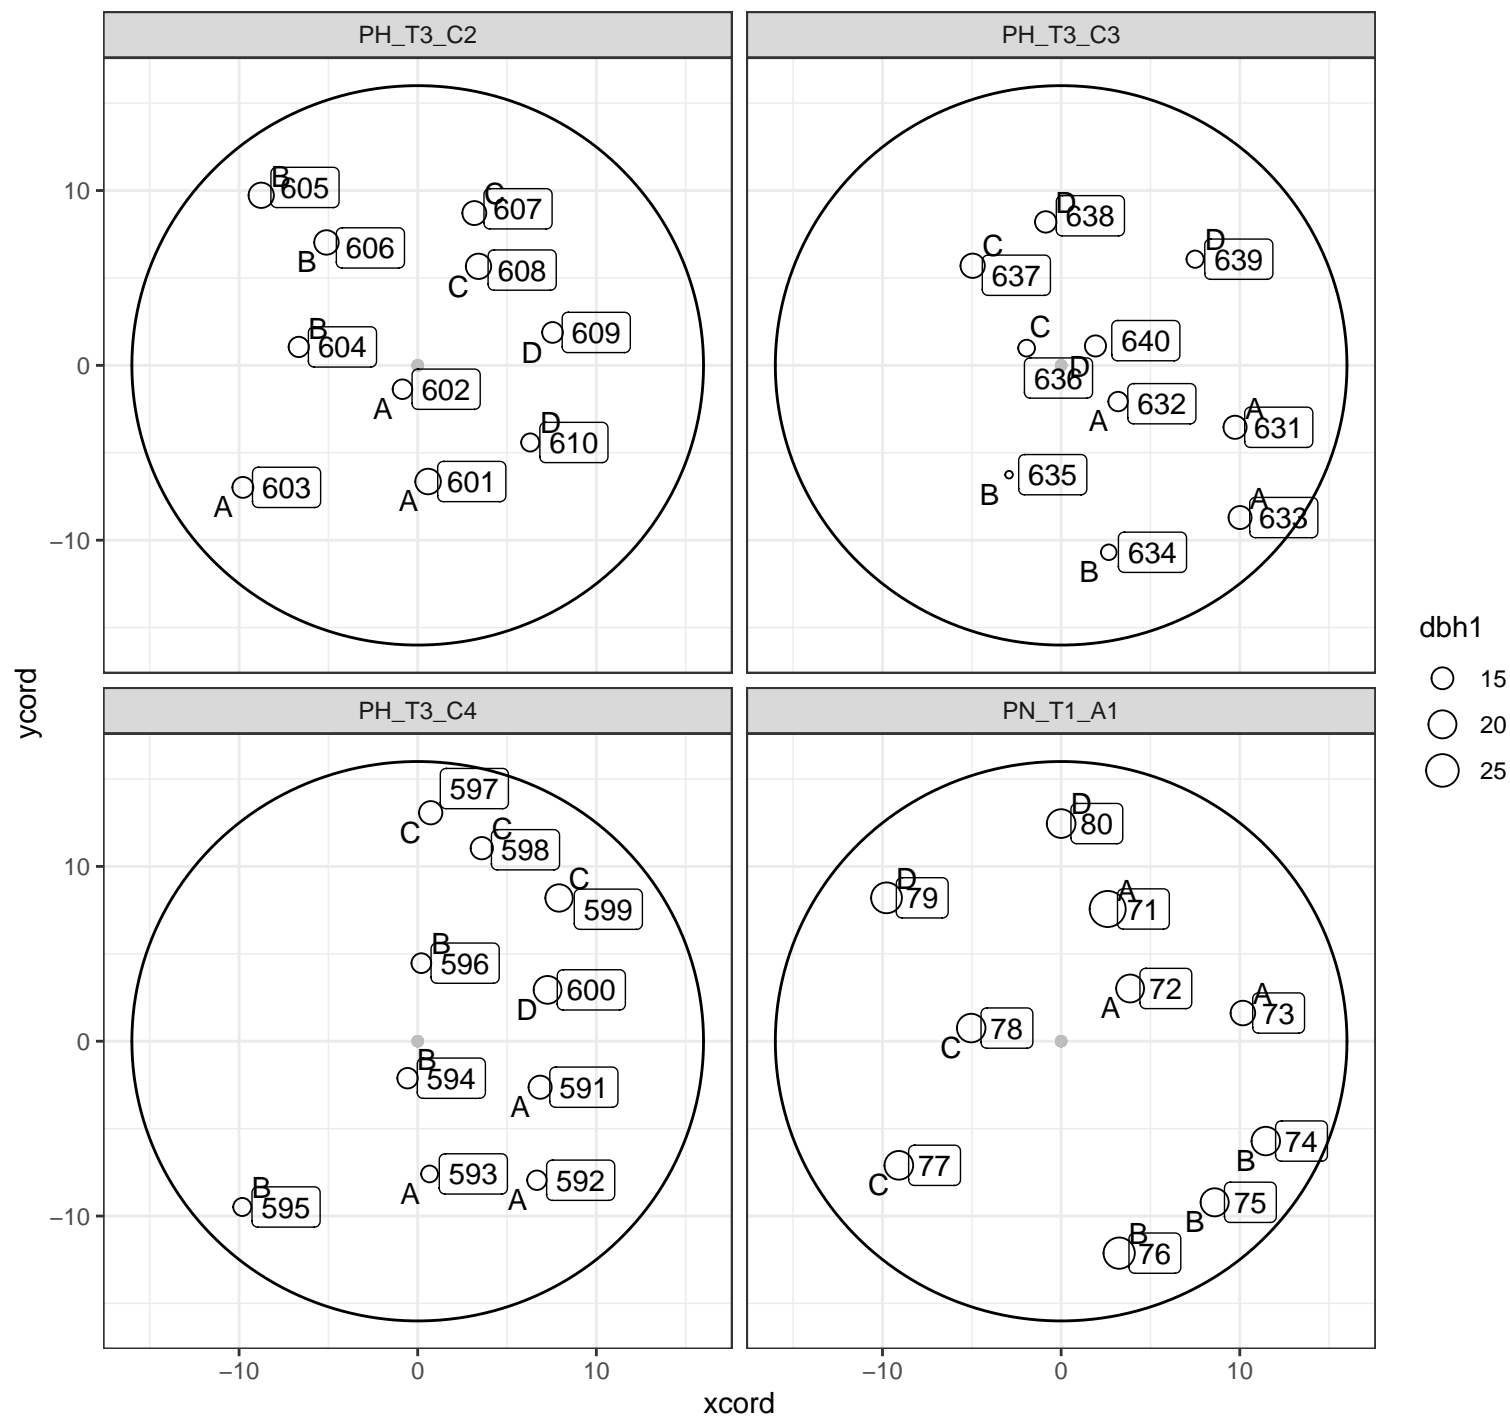 PH_T3_C2
PH_T3_C3
B
605
C
607
606
B
608
C
B
604
609
D
602
A
D
610
601
A
603
A
D
638
D
639
C
637
C
640
636
D
632
A
A
631
635
B
A
633
634
B
10
0
−10
PH_T3_C4
PN_T1_A1
597
C
C
598
C
599
B
596
600
D
B
594
591
A
593
A
592
A
B
595
D
80
D
79
A
71
72
A
A
73
78
C
74
B
77
C
75
B
B
76
10
0
−10
−10
0
10
−10
0
10
xcord
ycord
dbh1
15
20
25